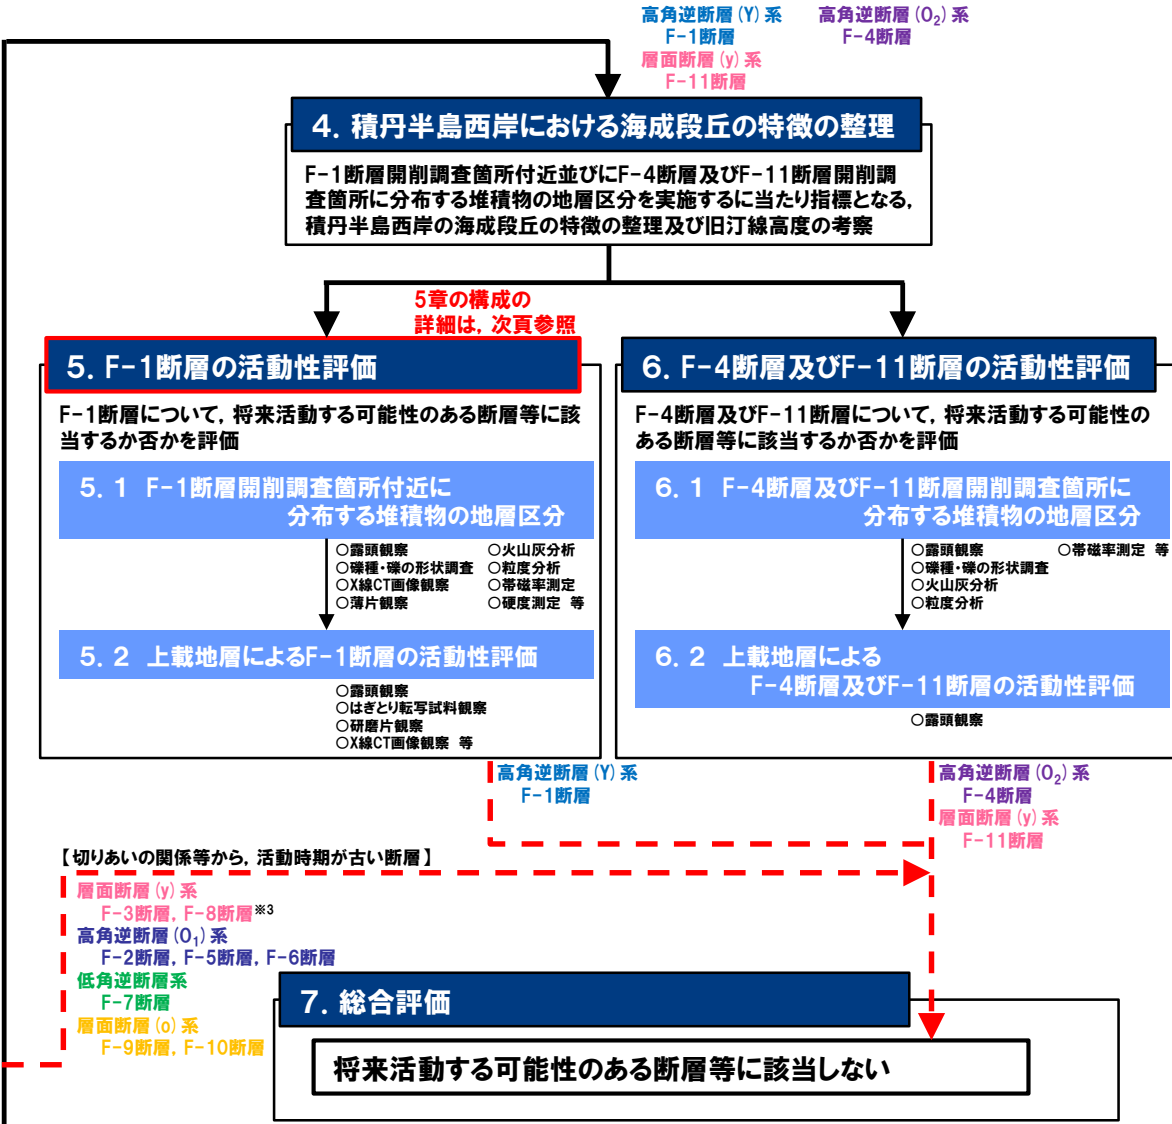 高角逆断層(Y)系
F-1断層
層面断層(y)系
F-11断層
高角逆断層(O₂)系
F-4断層
4. 積丹半島西岸における海成段丘の特徴の整理
F-1断層開削調査箇所付近並びにF-4断層及びF-11断層開削調
査箇所に分布する堆積物の地層区分を実施するに当たり指標となる,
積丹半島西岸の海成段丘の特徴の整理及び旧汀線高度の考察
5章の構成の
詳細は, 次頁参照
5. F-1断層の活動性評価
F-1断層について, 将来活動する可能性のある断層等に該
当するか否かを評価
5. 1 F-1断層開削調査箇所付近に
分布する堆積物の地層区分
○露頭観察
○礫種・礫の形状調査
○X線CT画像観察
○薄片観察
○火山灰分析
○粒度分析
○帯磁率測定
○硬度測定 等
5. 2 上載地層によるF-1断層の活動性評価
○露頭観察
○はぎとり転写試料観察
○研磨片観察
○X線CT画像観察 等
6. F-4断層及びF-11断層の活動性評価
F-4断層及びF-11断層について, 将来活動する可能性の
ある断層等に該当するか否かを評価
6. 1 F-4断層及びF-11断層開削調査箇所に
分布する堆積物の地層区分
○露頭観察
○礫種・礫の形状調査
○火山灰分析
○粒度分析
○帯磁率測定 等
6. 2 上載地層による
F-4断層及びF-11断層の活動性評価
○露頭観察
高角逆断層(Y)系
F-1断層
高角逆断層(O₂)系
F-4断層
層面断層(y)系
F-11断層
【切りあいの関係等から, 活動時期が古い断層】
層面断層(y)系
F-3断層, F-8断層※3
高角逆断層(O₁)系
F-2断層, F-5断層, F-6断層
低角逆断層系
F-7断層
層面断層(o)系
F-9断層, F-10断層
7. 総合評価
将来活動する可能性のある断層等に該当しない